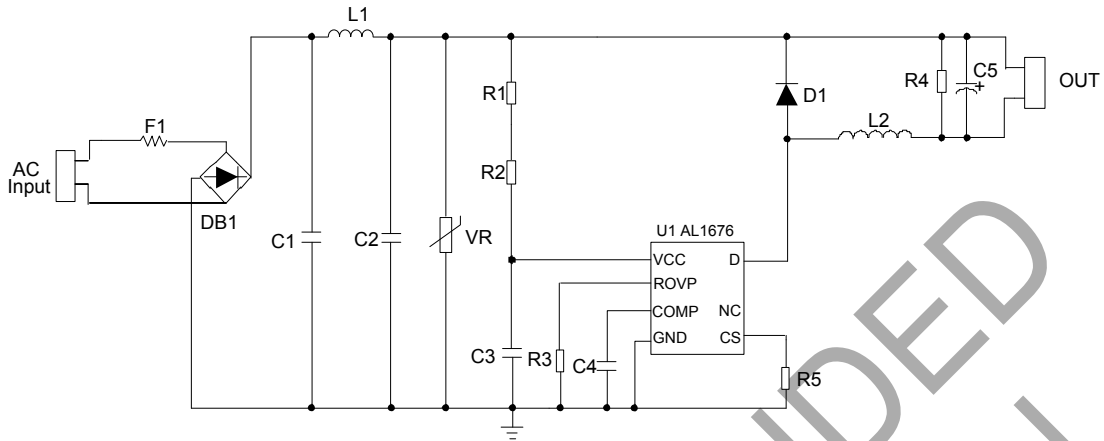 L1
F1
AC
Input
DB1
C1
C2
VR
R1
R2
C3
R3
C4
U1 AL1676
VCC
D
ROVP
COMP
NC
GND
CS
R5
D1
L2
R4
C5
+
OUT